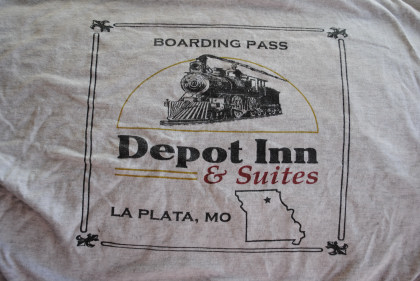 BOARDING PASS
Depot Inn
& Suites
LA PLATA, MO